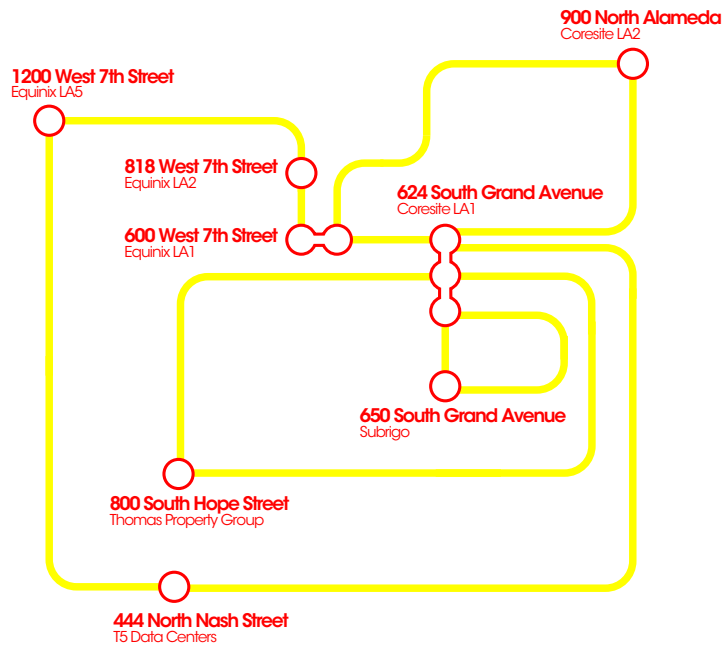 900 North Alameda
Coresite LA2
1200 West 7th Street
Equinix LA5
818 West 7th Street
Equinix LA2
624 South Grand Avenue
Coresite LA1
600 West 7th Street
Equinix LA1
650 South Grand Avenue
Subrigo
800 South Hope Street
Thomas Property Group
444 North Nash Street
T5 Data Centers